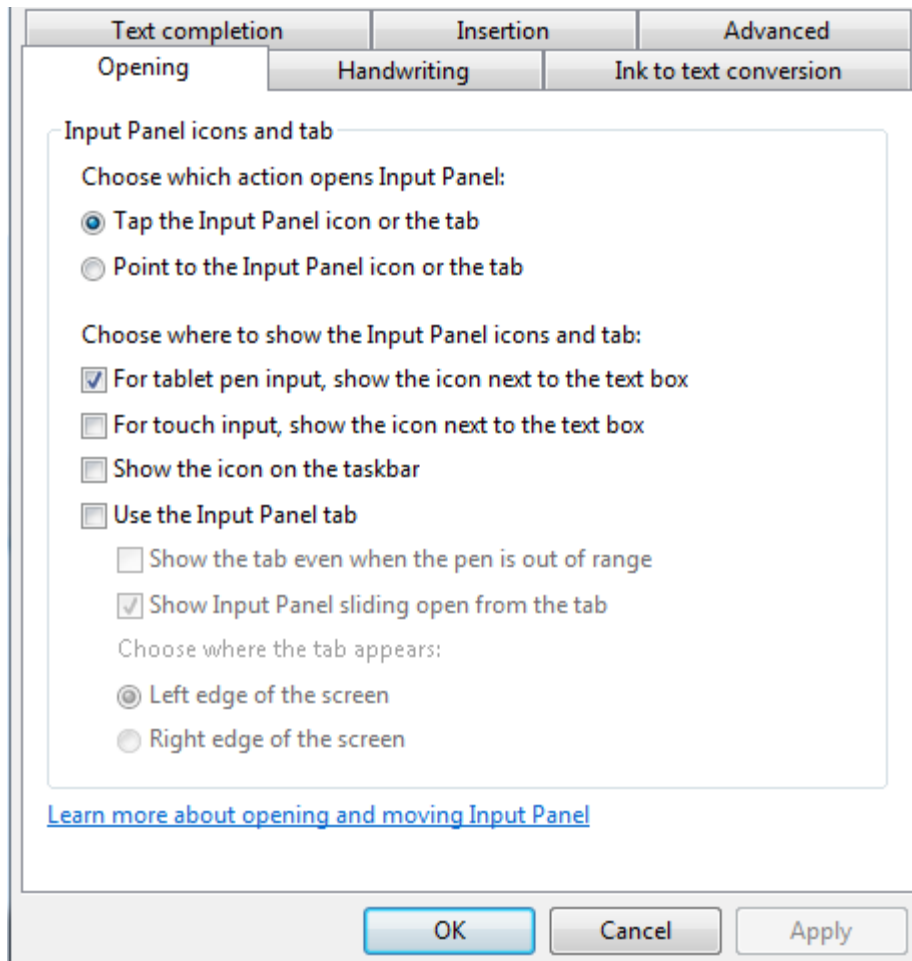 Text completion Insertion Advanced
Opening Handwriting Ink to text conversion
Input Panel icons and tab
Choose which action opens Input Panel:
Tap the Input Panel icon or the tab
Point to the Input Panel icon or the tab
Choose where to show the Input Panel icons and tab:
For tablet pen input, show the icon next to the text box
For touch input, show the icon next to the text box
Show the icon on the taskbar
Use the Input Panel tab
Show the tab even when the pen is out of range
Show Input Panel sliding open from the tab
Choose where the tab appears:
Left edge of the screen
Right edge of the screen
Learn more about opening and moving Input Panel
OK Cancel Apply